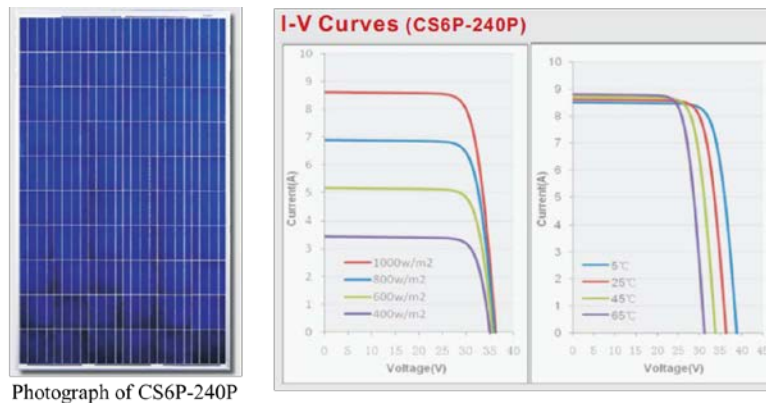 I-V Curves (CS6P-240P)
10
9
8
7
6
5
4
3
2
1
0
Current(A)
1000w/m2
800w/m2
600w/m2
400w/m2
0 5 10 15 20 25 30 35 40
Voltage(V)
10
9
8
7
6
5
4
3
2
1
0
Current(A)
5℃
25℃
45℃
65℃
0 5 10 15 20 25 30 35 40 45
Voltage(V)
Photograph of CS6P-240P